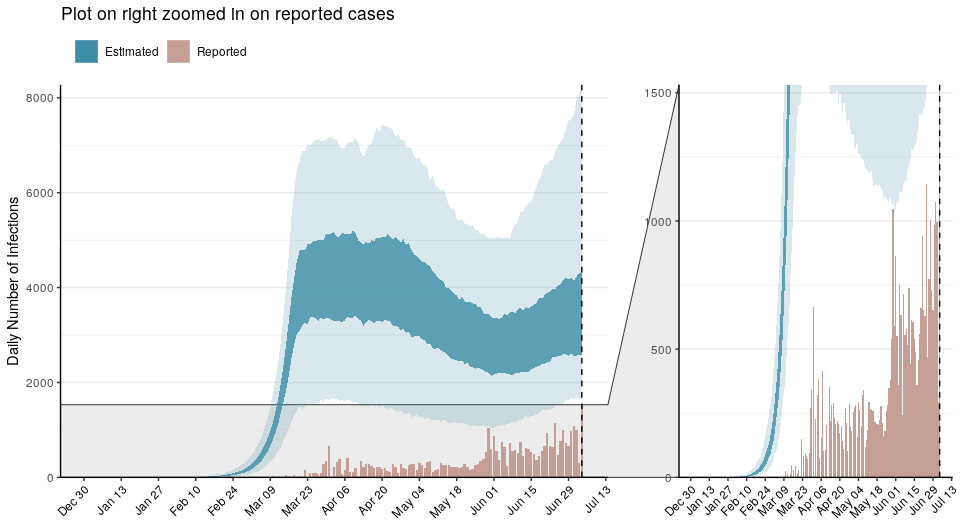 Plot on right zoomed in on reported cases
Estimated Reported
Daily Number of Infections
8000
6000
4000
2000
0
Dec 30 Jan 13 Jan 27 Feb 10 Feb 24 Mar 09 Mar 23 Apr 06 Apr 20 May 04 May 18 Jun 01 Jun 15 Jun 29 Jul 13
1500
1000
500
0
Dec 30 Jan 13 Jan 27 Feb 10 Feb 24 Mar 09 Mar 23 Apr 06 Apr 20 May 04 May 18 Jun 01 Jun 15 Jun 29 Jul 13